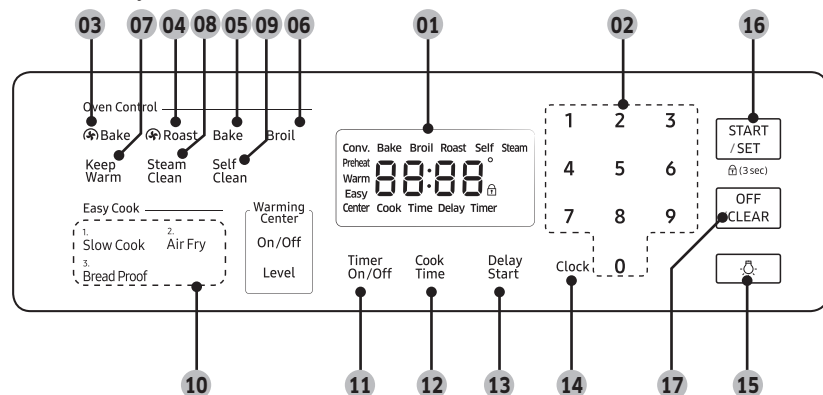 03 07 04 08 05 09 06 01 02 16
Oven Control
Bake Roast Bake Broil
Keep Warm
Steam Clean
Self Clean
Easy Cook
1. Slow Cook
2. Air Fry
3. Bread Proof
Warming Center
On/Off
Level
Conv. Bake Broil Roast Self Steam
Preheat
Warm
Easy
88:88°
Center Cook Time Delay Timer
Timer On/Off
Cook Time
Delay Start
Clock
1 2 3
4 5 6
7 8 9
0
START /SET
(3 sec)
OFF CLEAR
10 11 12 13 14 17 15